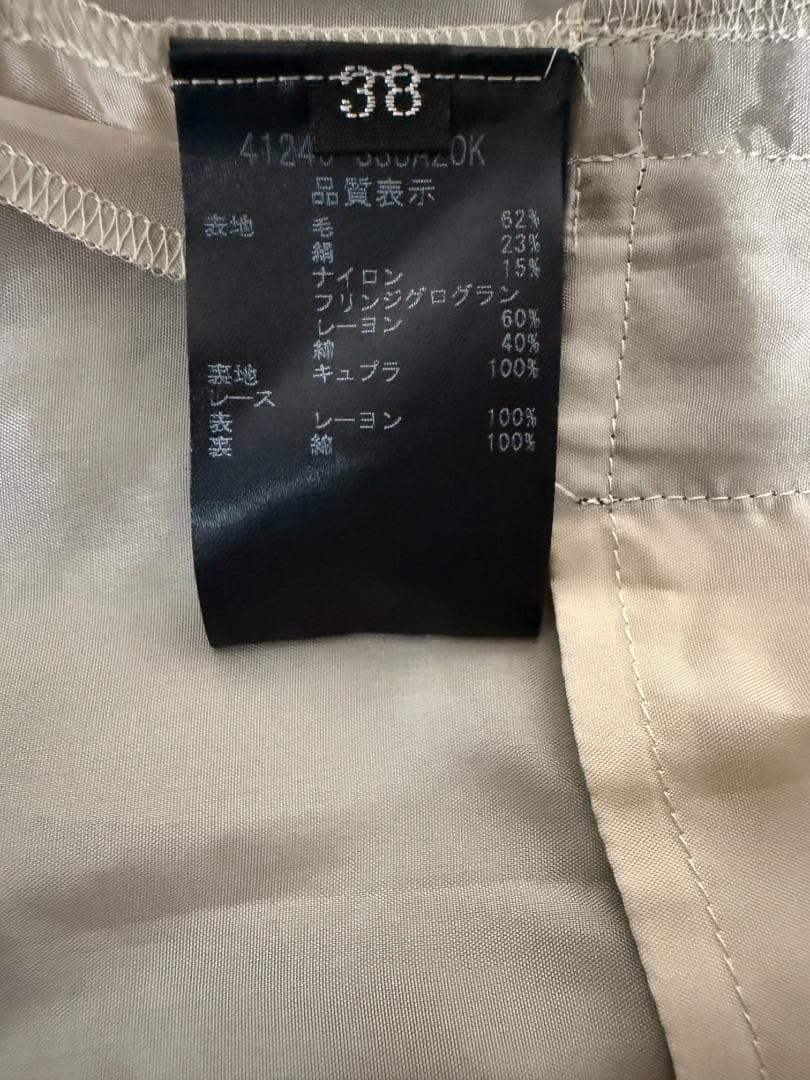 38
品質表示
表地 毛 62%
絹 23%
ナイロン 15%
フリンジグログラン
レーヨン 60%
綿 40%
裏地 キュプラ 100%
レース
表 レーヨン 100%
裏 綿 100%